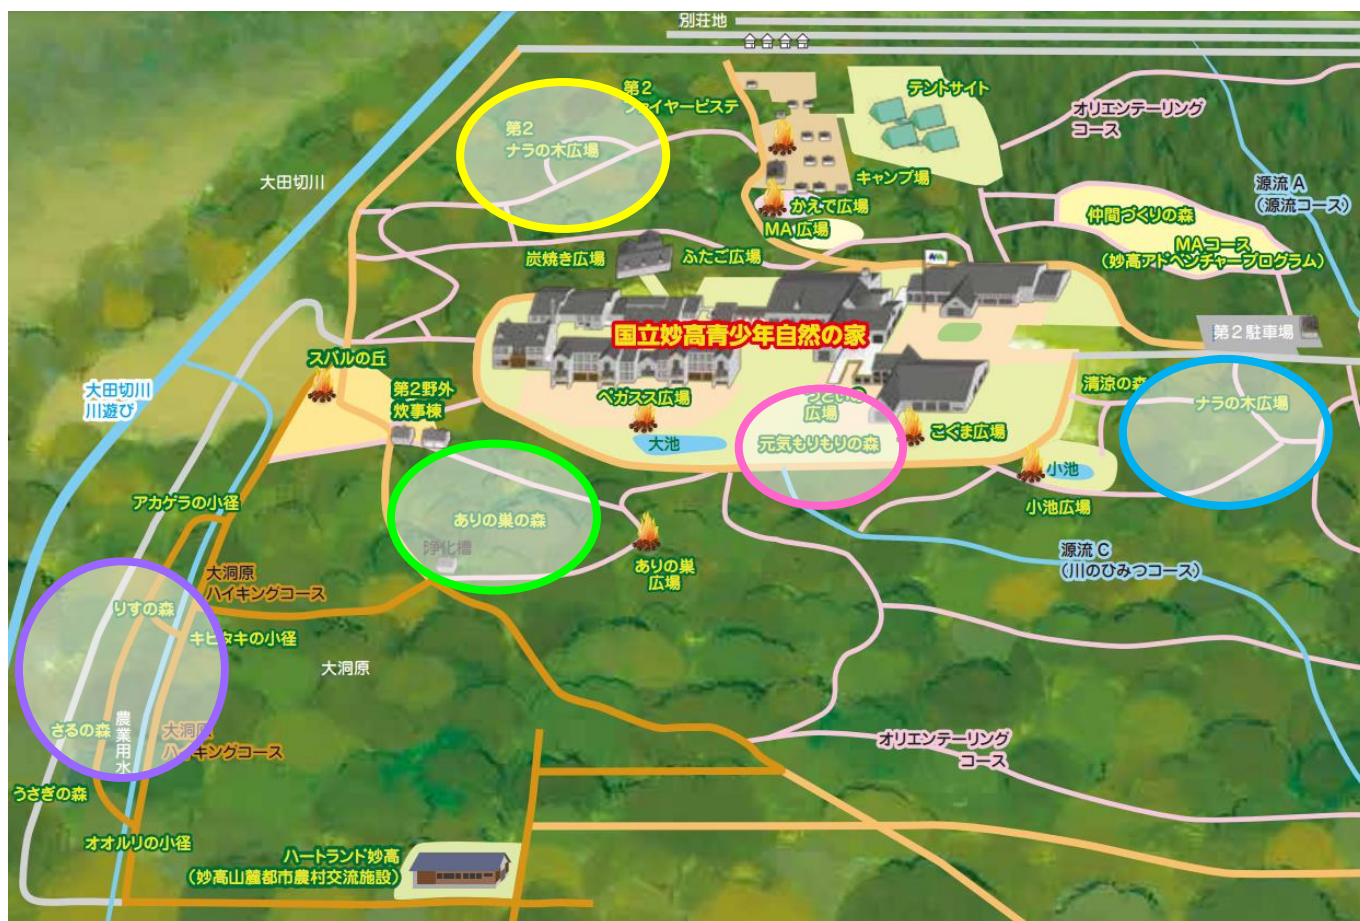 別荘地
第2
ファイヤーピステ
テントサイト
オリエンテーリング
コース
第2
ナラの木広場
大田切川
キャンプ場
源流 A
(源流コース)
かえで広場
MA 広場
仲間づくりの森
MAコース
(妙高アドベンチャープログラム)
炭焼き広場
ふたご広場
国立妙高青少年自然の家
第2 駐車場
スバルの丘
大田切川
川遊び
第2野外
炊事棟
ペガスス広場
つどいの
広場
清涼の森
ナラの木広場
大池
元気もりもりの森
こぐま広場
小池
小池広場
アカゲラの小径
ありの巣の森
浄化槽
ありの巣
広場
源流 C
(川のひみつコース)
大洞原
ハイキングコース
りすの森
キビタキの小径
大洞原
さるの森
農業用水
大洞原
ハイキングコース
オリエンテーリング
コース
うさぎの森
オオルリの小径
ハートランド妙高
(妙高山麓都市農村交流施設)